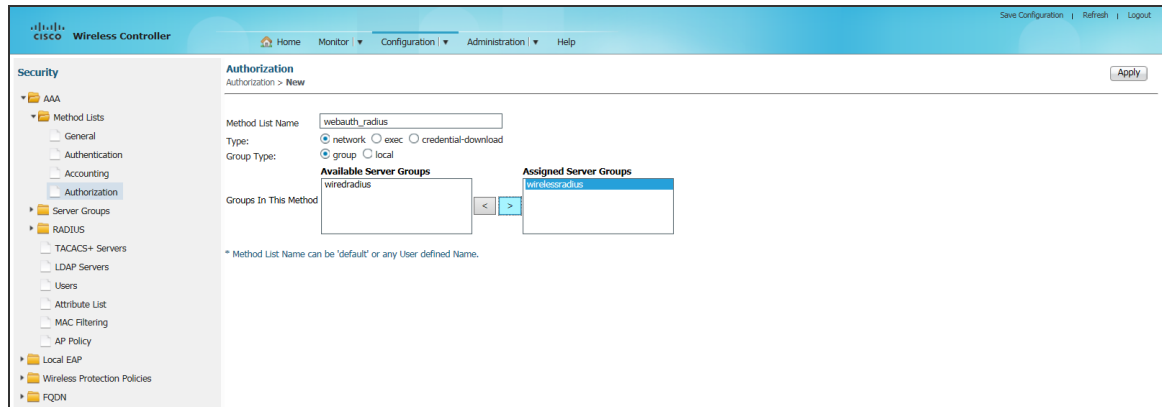 Save Configuration | Refresh | Logout
CISCO Wireless Controller
Home Monitor Configuration Administration Help
Security
AAA
Method Lists
General
Authentication
Accounting
Authorization
Server Groups
RADIUS
TACACS+ Servers
LDAP Servers
Users
Attribute List
MAC Filtering
AP Policy
Local EAP
Wireless Protection Policies
FQDN
Authorization
Authorization > New
Apply
Method List Name webauth_radius
Type: network exec credential-download
Group Type: group local
Available Server Groups Assigned Server Groups
wiredradius wirelessradius
Groups In This Method < >
* Method List Name can be 'default' or any User defined Name.